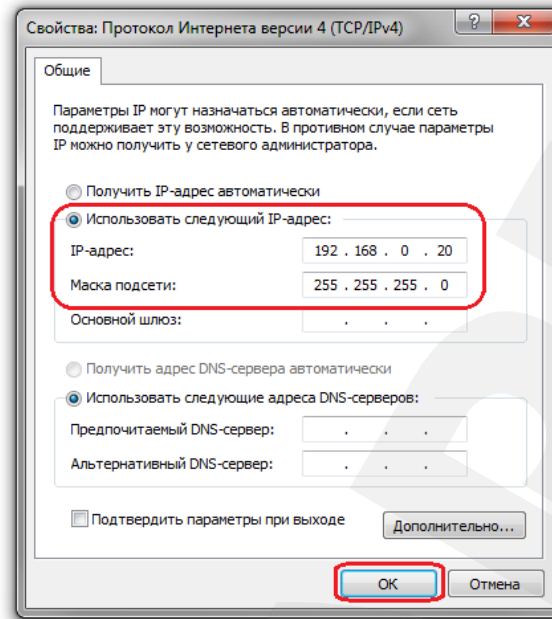 Свойства: Протокол Интернета версии 4 (TCP/IPv4)
Общие
Параметры IP могут назначаться автоматически, если сеть
поддерживает эту возможность. В противном случае параметры
IP можно получить у сетевого администратора.
Получить IP-адрес автоматически
Использовать следующий IP-адрес:
IP-адрес: 192 . 168 . 0 . 20
Маска подсети: 255 . 255 . 255 . 0
Основной шлюз: . . .
Получить адрес DNS-сервера автоматически
Использовать следующие адреса DNS-серверов:
Предпочитаемый DNS-сервер: . . .
Альтернативный DNS-сервер: . . .
Подтвердить параметры при выходе
Дополнительно...
ОК Отмена